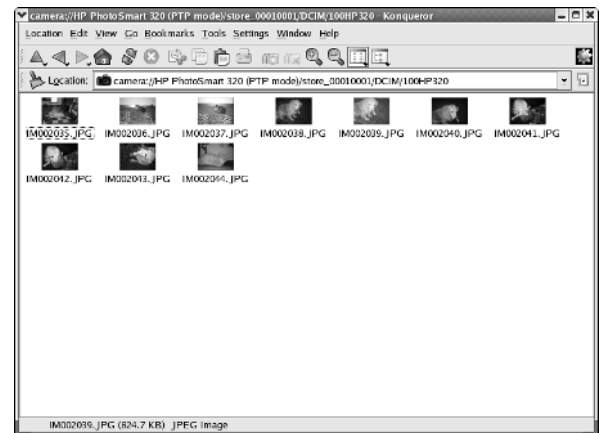 camera://HP PhotoSmart 320 (PTP mode)/store_00010001/DCIM/100HP320 - Konqueror
Location Edit View Go Bookmarks Tools Settings Window Help
Location: camera://HP PhotoSmart 320 (PTP mode)/store_00010001/DCIM/100HP320
IM002035.JPG IM002036.JPG IM002037.JPG IM002038.JPG IM002039.JPG IM002040.JPG IM002041.JPG
IM002042.JPG IM002043.JPG IM002044.JPG
IM002039.JPG (624.7 KB) JPEG Image